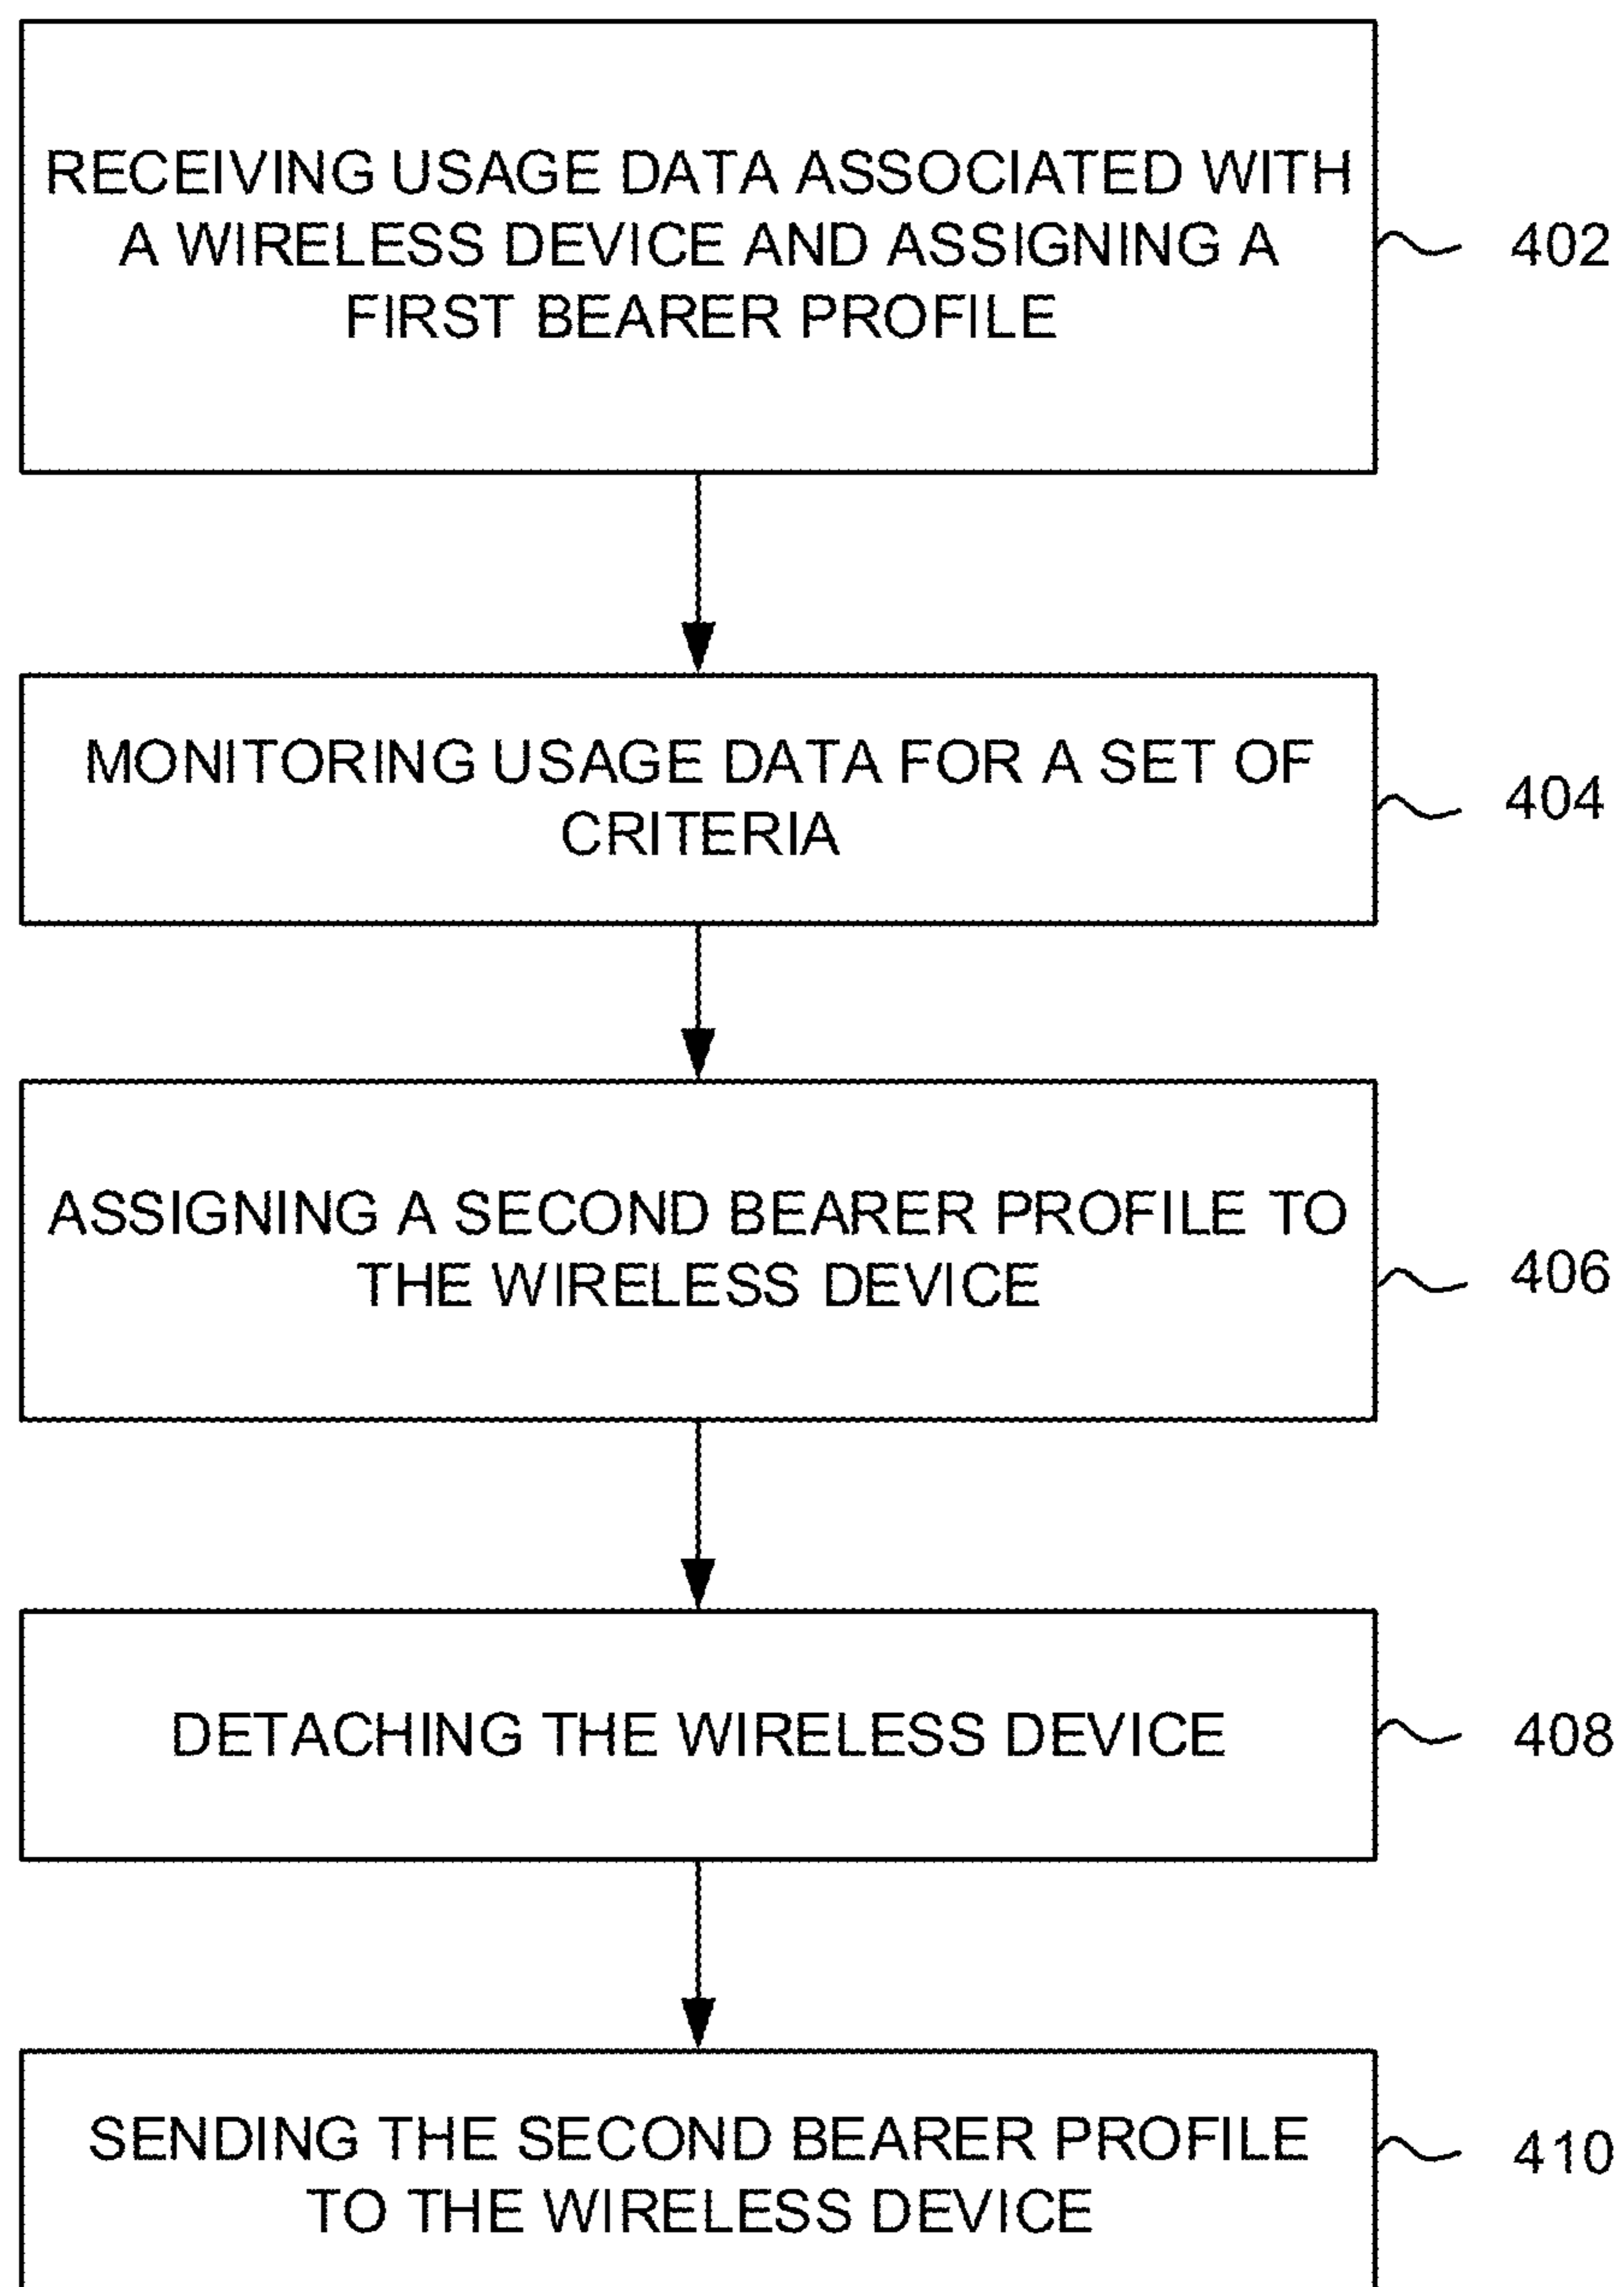 RECEIVING USAGE DATA ASSOCIATED WITH
A WIRELESS DEVICE AND ASSIGNING A
FIRST BEARER PROFILE
402
MONITORING USAGE DATA FOR A SET OF
CRITERIA
404
ASSIGNING A SECOND BEARER PROFILE TO
THE WIRELESS DEVICE
406
DETACHING THE WIRELESS DEVICE
408
SENDING THE SECOND BEARER PROFILE
TO THE WIRELESS DEVICE
410